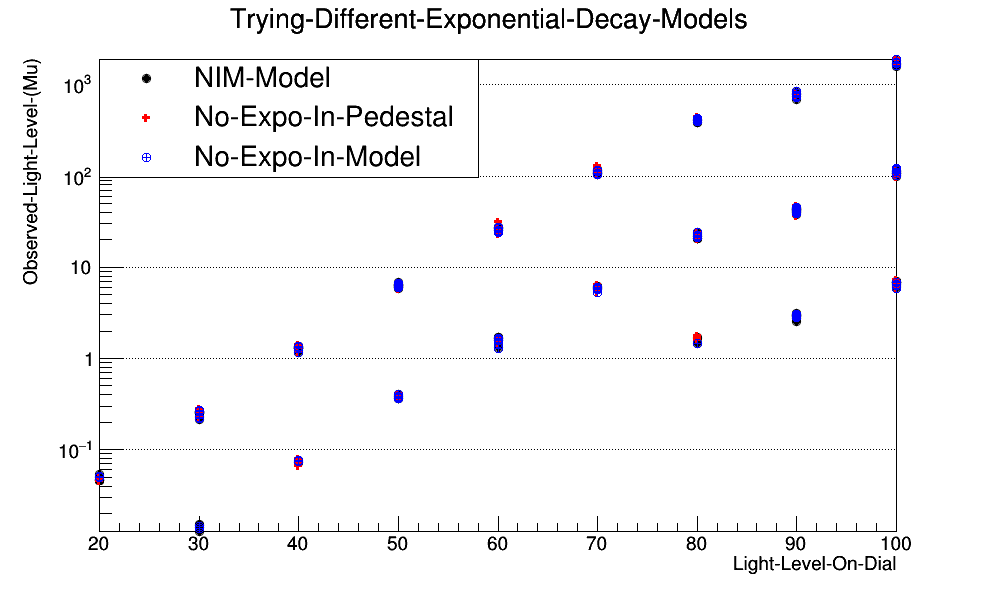 Trying-Different-Exponential-Decay-Models
Observed-Light-Level-(Mu)
NIM-Model
No-Expo-In-Pedestal
No-Expo-In-Model
10³
10²
10
1
10⁻¹
20 30 40 50 60 70 80 90 100
Light-Level-On-Dial